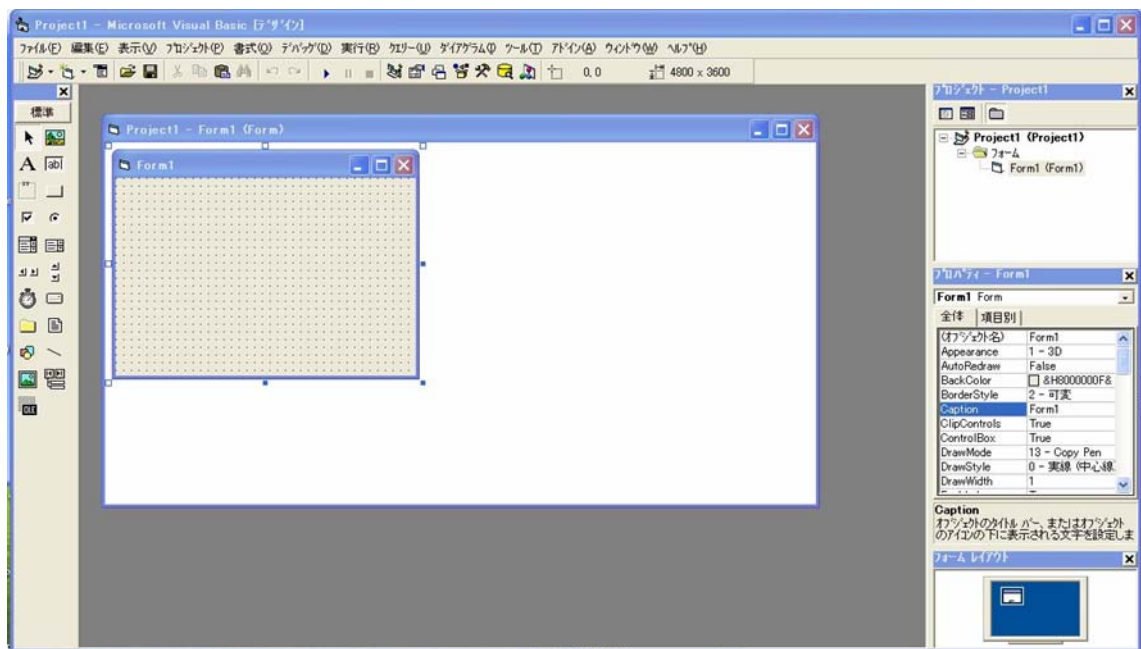 Project1 - Microsoft Visual Basic [ﾃﾞｻﾞｲﾝ]
ﾌｧｲﾙ(F) 編集(E) 表示(V) ﾌﾟﾛｼﾞｪｸﾄ(P) 書式(O) ﾃﾞﾊﾞｯｸﾞ(D) 実行(R) ｸｴﾘｰ(U) ﾀﾞｲｱｸﾞﾗﾑ(I) ﾂｰﾙ(T) ｱﾄﾞｲﾝ(A) ｳｨﾝﾄﾞｳ(W) ﾍﾙﾌﾟ(H)
0, 0
4800 x 3600
標準
A
ab|
OLE
Project1 - Form1 (Form)
Form1
ﾌﾟﾛｼﾞｪｸﾄ - Project1
Project1 (Project1)
ﾌｫｰﾑ
Form1 (Form1)
ﾌﾟﾛﾊﾟﾃｨ - Form1
Form1 Form
全体 項目別
(ｵﾌﾞｼﾞｪｸﾄ名) Form1
Appearance 1 - 3D
AutoRedraw False
BackColor &H8000000F&
BorderStyle 2 - 可変
Caption Form1
ClipControls True
ControlBox True
DrawMode 13 - Copy Pen
DrawStyle 0 - 実線 (中心線)
DrawWidth 1
Caption
ｵﾌﾞｼﾞｪｸﾄのﾀｲﾄﾙ ﾊﾞｰ、またはｵﾌﾞｼﾞｪｸﾄ
のｱｲｺﾝの下に表示される文字を設定しま
ﾌｫｰﾑ ﾚｲｱｳﾄ